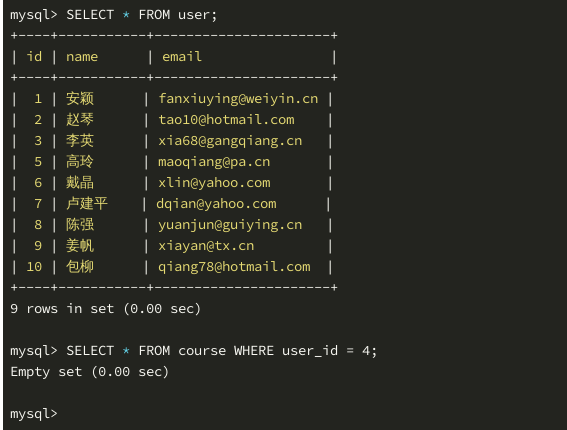 mysql> SELECT * FROM user;
+----+-----------+----------------------+
| id | name      | email                |
+----+-----------+----------------------+
|  1 | 安颖      | fanxiuying@weiyin.cn |
|  2 | 赵琴      | tao10@hotmail.com    |
|  3 | 李英      | xia68@gangqiang.cn   |
|  5 | 高玲      | maoqiang@pa.cn       |
|  6 | 戴晶      | xlin@yahoo.com       |
|  7 | 卢建平    | dqian@yahoo.com      |
|  8 | 陈强      | yuanjun@guiying.cn   |
|  9 | 姜帆      | xiayan@tx.cn         |
| 10 | 包柳      | qiang78@hotmail.com  |
+----+-----------+----------------------+
9 rows in set (0.00 sec)
mysql> SELECT * FROM course WHERE user_id = 4;
Empty set (0.00 sec)
mysql>